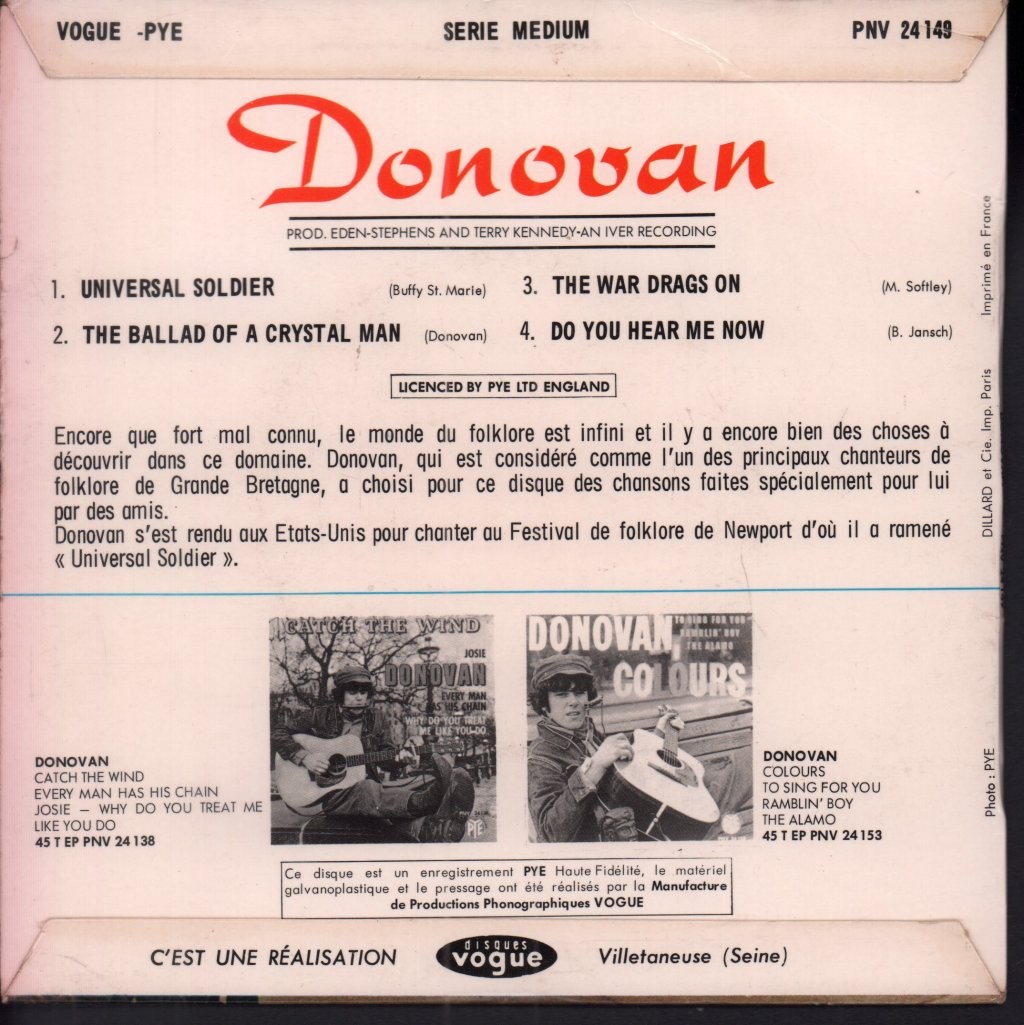 VOGUE -PYE SERIE MEDIUM PNV 24 149
Donovan
PROD. EDEN-STEPHENS AND TERRY KENNEDY-AN IVER RECORDING
1. UNIVERSAL SOLDIER (Buffy St. Marie)
2. THE BALLAD OF A CRYSTAL MAN (Donovan)
3. THE WAR DRAGS ON (M. Softley)
4. DO YOU HEAR ME NOW (B. Jansch)
LICENCED BY PYE LTD ENGLAND
Encore que fort mal connu, le monde du folklore est infini et il y a encore bien des choses à
découvrir dans ce domaine. Donovan, qui est considéré comme l'un des principaux chanteurs de
folklore de Grande Bretagne, a choisi pour ce disque des chansons faites spécialement pour lui
par des amis.
Donovan s'est rendu aux Etats-Unis pour chanter au Festival de folklore de Newport d'où il a ramené
« Universal Soldier ».
DONOVAN
CATCH THE WIND
EVERY MAN HAS HIS CHAIN
JOSIE – WHY DO YOU TREAT ME
LIKE YOU DO
45 T EP PNV 24 138
CATCH THE WIND
JOSIE
DONOVAN
EVERY MAN
HAS HIS CHAIN
WHY DO YOU TREAT
ME LIKE YOU DO
PYE
DONOVAN,
TO SING FOR YOU
RAMBLIN' BOY
THE ALAMO
COLOURS
DONOVAN
COLOURS
TO SING FOR YOU
RAMBLIN' BOY
THE ALAMO
45 T EP PNV 24 153
Ce disque est un enregistrement PYE Haute Fidélité, le matériel
galvanoplastique et le pressage ont été réalisés par la Manufacture
de Productions Phonographiques VOGUE
C'EST UNE RÉALISATION disques vogue Villetaneuse (Seine)
Photo : PYE
DILLARD et Cie. Imp. Paris
Imprimé en France